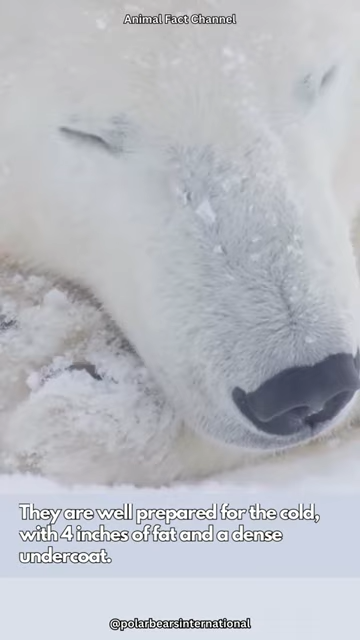 Animal Fact Channel
They are well prepared for the cold,
with 4 inches of fat and a dense
undercoat.
@polarbearsinternational